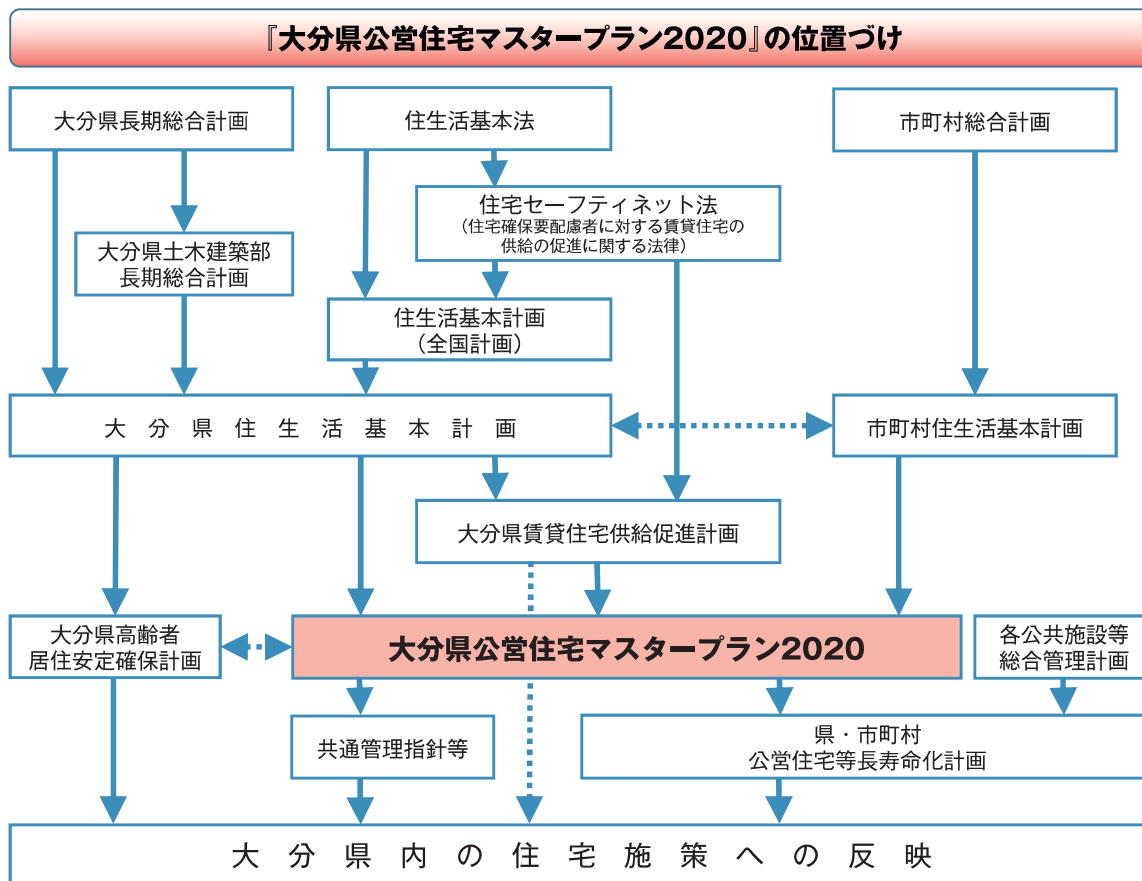 『大分県公営住宅マスタープラン2020』の位置づけ
大分県長期総合計画
住生活基本法
市町村総合計画
住宅セーフティネット法
（住宅確保要配慮者に対する賃貸住宅の
供給の促進に関する法律）
大分県土木建築部
長期総合計画
住生活基本計画
（全国計画）
大分県住生活基本計画
市町村住生活基本計画
大分県賃貸住宅供給促進計画
大分県高齢者
居住安定確保計画
大分県公営住宅マスタープラン2020
各公共施設等
総合管理計画
共通管理指針等
県・市町村
公営住宅等長寿命化計画
大分県内の住宅施策への反映